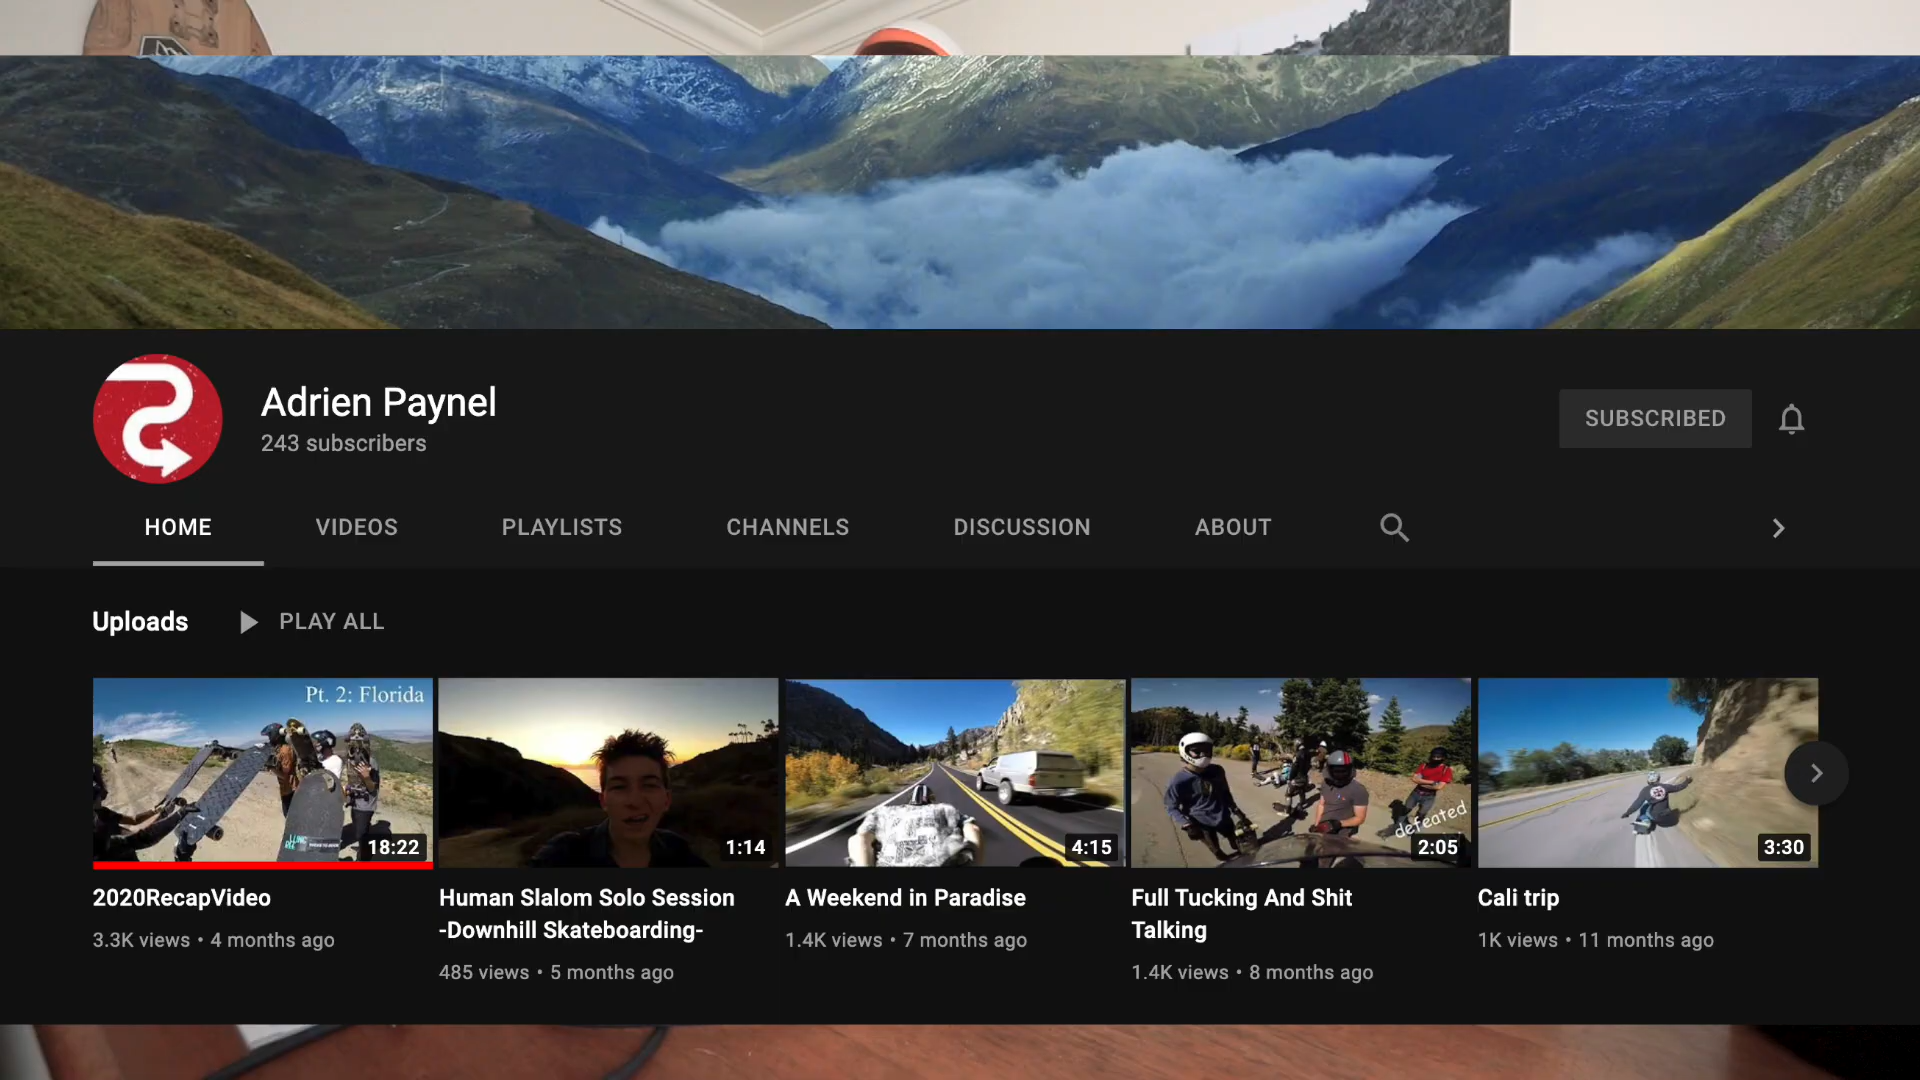 Adrien Paynel
243 subscribers
SUBSCRIBED
HOME
VIDEOS
PLAYLISTS
CHANNELS
DISCUSSION
ABOUT
Uploads
PLAY ALL
Pt. 2: Florida
18:22
1:14
4:15
defeated
2:05
3:30
2020RecapVideo
3.3K views • 4 months ago
Human Slalom Solo Session
-Downhill Skateboarding-
485 views • 5 months ago
A Weekend in Paradise
1.4K views • 7 months ago
Full Tucking And Shit
Talking
1.4K views • 8 months ago
Cali trip
1K views • 11 months ago